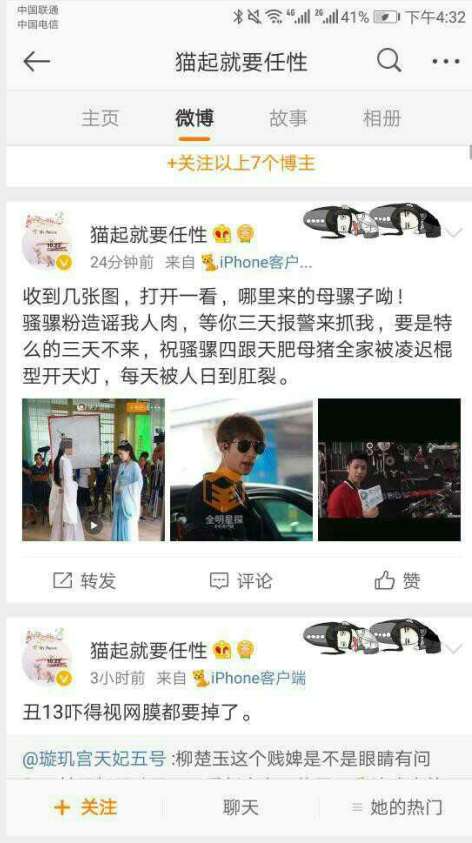 中国联通
中国电信
4G 2G 41% 下午4:32
猫起就要任性
主页 微博 故事 相册
+关注以上7个博主
猫起就要任性
24分钟前 来自 iPhone客户...
收到几张图，打开一看，哪里来的母骡子呦！
骚骡粉造谣我人肉，等你三天报警来抓我，要是特
么的三天不来，祝骚骡四跟天肥母猪全家被凌迟棍
型开天灯，每天被人日到肛裂。
全明星探
转发 评论 赞
猫起就要任性
3小时前 来自 iPhone客户端
丑13吓得视网膜都要掉了。
@璇玑宫天妃五号 :柳楚玉这个贱婢是不是眼睛有问
+ 关注 聊天 她的热门